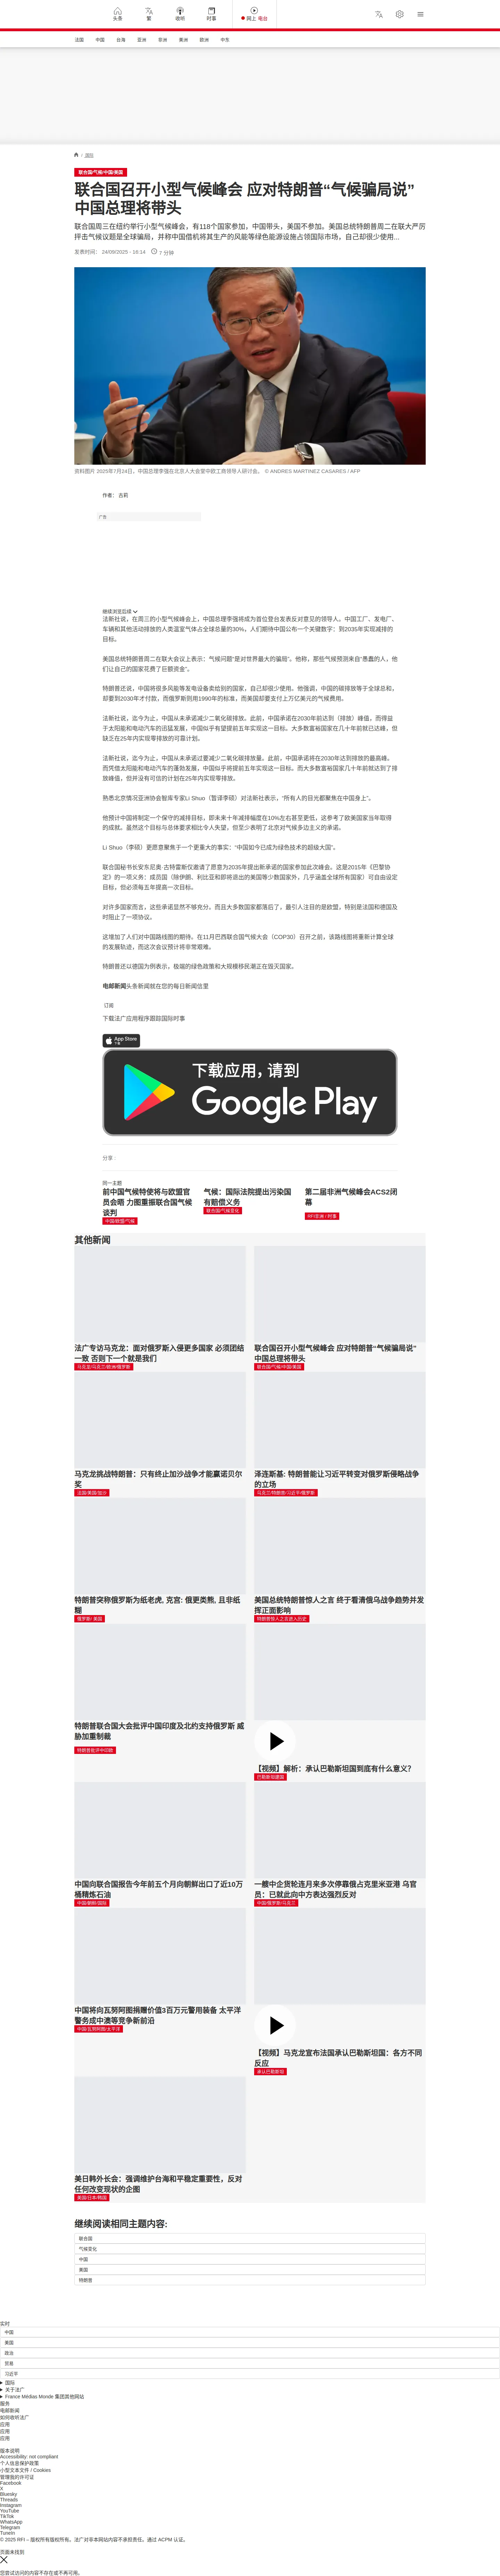 头条
繁
收听
时事
网上 电台
法国
中国
台海
亚洲
非洲
美洲
欧洲
中东
/ 国际
联合国/气候/中国/美国
联合国召开小型气候峰会 应对特朗普“气候骗局说”
中国总理将带头
联合国周三在纽约举行小型气候峰会，有118个国家参加，中国带头，美国不参加。美国总统特朗普周二在联大严厉
抨击气候议题是全球骗局，并称中国借机将其生产的风能等绿色能源设施占领国际市场，自己却很少使用...
发表时间： 24/09/2025 - 16:14
7 分钟
资料图片 2025年7月24日，中国总理李强在北京人大会堂中欧工商领导人研讨会。 © ANDRES MARTINEZ CASARES / AFP
作者： 古莉
广告
继续浏览后续
法新社说，在周三的小型气候峰会上，中国总理李强将成为首位登台发表反对意见的领导人。中国工厂、发电厂、
车辆和其他活动排放的人类温室气体占全球总量的30%，人们期待中国公布一个关键数字：到2035年实现减排的
目标。
美国总统特朗普周二在联大会议上表示：气候问题“是对世界最大的骗局”。他称，那些气候预测来自“愚蠢的人，他
们让自己的国家花费了巨额资金”。
特朗普还说，中国将很多风能等发电设备卖给别的国家，自己却很少使用。他强调，中国的碳排放等于全球总和，
却要到2030年才付款，而俄罗斯则用1990年的标准，而美国却要支付上万亿美元的气候费用。
法新社说，迄今为止，中国从未承诺减少二氧化碳排放。此前，中国承诺在2030年前达到（排放）峰值，而得益
于太阳能和电动汽车的迅猛发展，中国似乎有望提前五年实现这一目标。大多数富裕国家在几十年前就已达峰，但
缺乏在25年内实现零排放的可靠计划。
法新社说，迄今为止，中国从未承诺过要减少二氧化碳排放量。此前，中国承诺将在2030年达到排放的最高峰。
而凭借太阳能和电动汽车的蓬勃发展，中国似乎将提前五年实现这一目标。而大多数富裕国家几十年前就达到了排
放峰值，但并没有可信的计划在25年内实现零排放。
熟悉北京情况亚洲协会智库专家Li Shuo（暂译李硕）对法新社表示，“所有人的目光都聚焦在中国身上”。
他预计中国将制定一个保守的减排目标，即未来十年减排幅度在10%左右甚至更低，这参考了欧美国家当年取得
的成就。虽然这个目标与总体要求相比令人失望，但至少表明了北京对气候多边主义的承诺。
Li Shuo（李硕）更愿意聚焦于一个更重大的事实：“中国如今已成为绿色技术的超级大国”。
联合国秘书长安东尼奥·古特雷斯仅邀请了愿意为2035年提出新承诺的国家参加此次峰会。这是2015年《巴黎协
定》的一项义务：成员国（除伊朗、利比亚和即将退出的美国等少数国家外，几乎涵盖全球所有国家）可自由设定
目标，但必须每五年提高一次目标。
对许多国家而言，这些承诺显然不够充分。而且大多数国家都落后了，最引人注目的是欧盟，特别是法国和德国及
时阻止了一项协议。
这增加了人们对中国路线图的期待。在11月巴西联合国气候大会（COP30）召开之前，该路线图将重新计算全球
的发展轨迹，而这次会议预计将非常艰难。
特朗普还以德国为例表示，极端的绿色政策和大规模移民潮正在毁灭国家。
电邮新闻头条新闻就在您的每日新闻信里
订阅
下载法广应用程序跟踪国际时事
App Store
下载
下载应用，请到
Google Play
分享 :
同一主题
前中国气候特使将与欧盟官员会晤 力图重振联合国气候谈判
中国/欧盟/气候
气候：国际法院提出污染国有赔偿义务
联合国/气候变化
第二届非洲气候峰会ACS2闭幕
RFI非洲 / 时事
其他新闻
法广专访马克龙：面对俄罗斯入侵更多国家 必须团结一致 否则下一个就是我们
马克龙/乌克兰/欧洲/俄罗斯
联合国召开小型气候峰会 应对特朗普“气候骗局说” 中国总理将带头
联合国/气候/中国/美国
马克龙挑战特朗普：只有终止加沙战争才能赢诺贝尔奖
法国/美国/加沙
泽连斯基: 特朗普能让习近平转变对俄罗斯侵略战争的立场
乌克兰/特朗普/习近平/俄罗斯
特朗普突称俄罗斯为纸老虎, 克宫: 俄更类熊, 且非纸糊
俄罗斯/ 美国
美国总统特朗普惊人之言 终于看清俄乌战争趋势并发挥正面影响
特朗普惊人之言进入历史
特朗普联合国大会批评中国印度及北约支持俄罗斯 威胁加重制裁
特朗普批评中印欧
【视频】解析：承认巴勒斯坦国到底有什么意义？
巴勒斯坦建国
中国向联合国报告今年前五个月向朝鲜出口了近10万桶精炼石油
中国/朝鲜/国际
一艘中企货轮连月来多次停靠俄占克里米亚港 乌官员：已就此向中方表达强烈反对
中国/俄罗斯/乌克兰
中国将向瓦努阿图捐赠价值3百万元警用装备 太平洋警务成中澳等竞争新前沿
中国/瓦努阿图/太平洋
【视频】马克龙宣布法国承认巴勒斯坦国：各方不同反应
承认巴勒斯坦
美日韩外长会：强调维护台海和平稳定重要性，反对任何改变现状的企图
美国/日本/韩国
继续阅读相同主题内容:
联合国
气候变化
中国
美国
特朗普
实时
中国
美国
政治
贸易
习近平
国际
关于法广
France Médias Monde 集团其他网站
服务
电邮新闻
如何收听法广
应用
应用
应用
版本说明
Accessibility: not compliant
个人信息保护政策
小型文本文件 / Cookies
管理我的许可证
Facebook
X
Bluesky
Threads
Instagram
YouTube
TikTok
WhatsApp
Telegram
TuneIn
© 2025 RFI – 版权所有版权所有。法广对非本网站内容不承担责任。通过 ACPM 认证。
页面未找到
您尝试访问的内容不存在或不再可用。